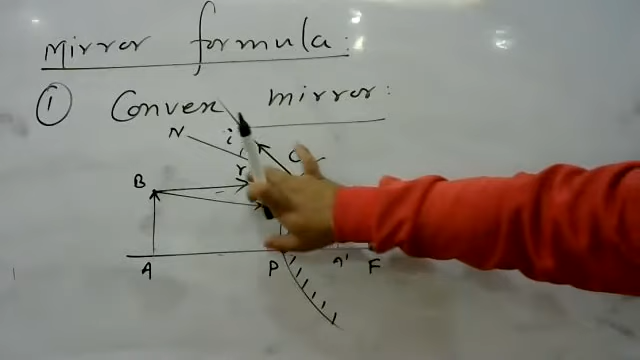 Mirror formula:
① Convex mirror:
N i
r
B
A P A' F